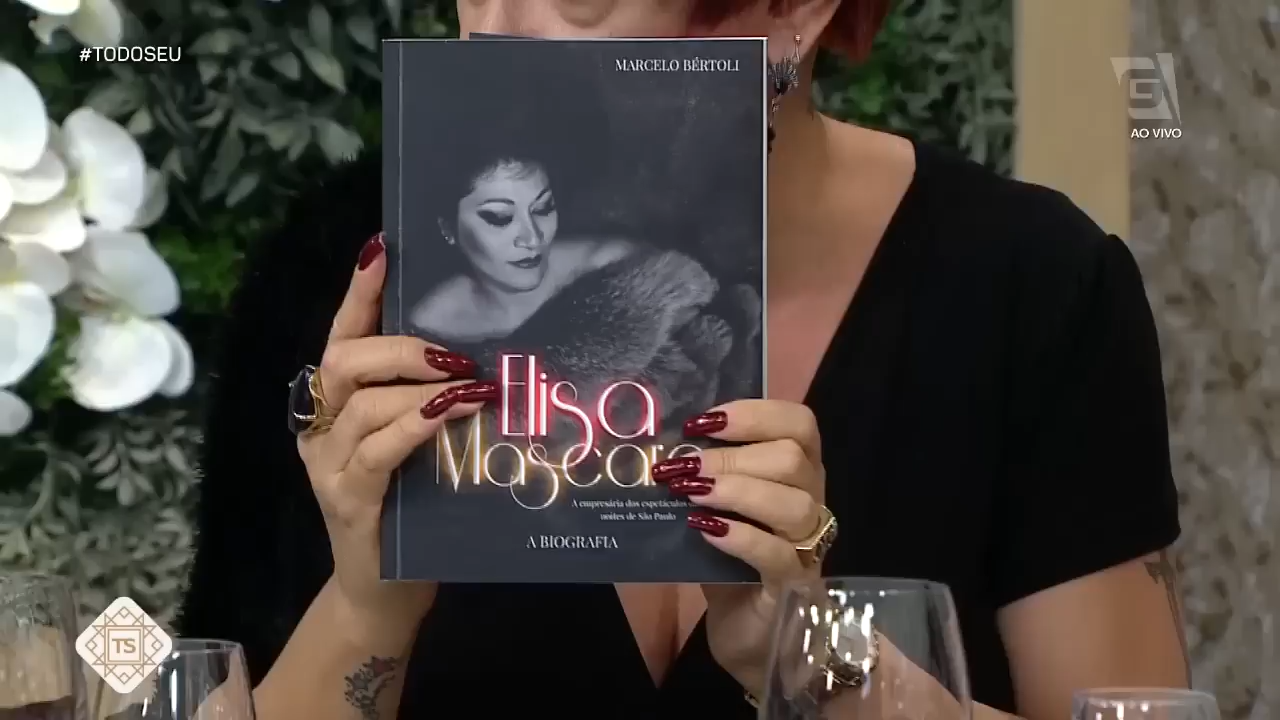 #TODOSEU
MARCELO BÉRTOLI
G
AO VIVO
Elisa
A empresária dos espetáculos
noites de São Paulo
A BIOGRAFIA
TS